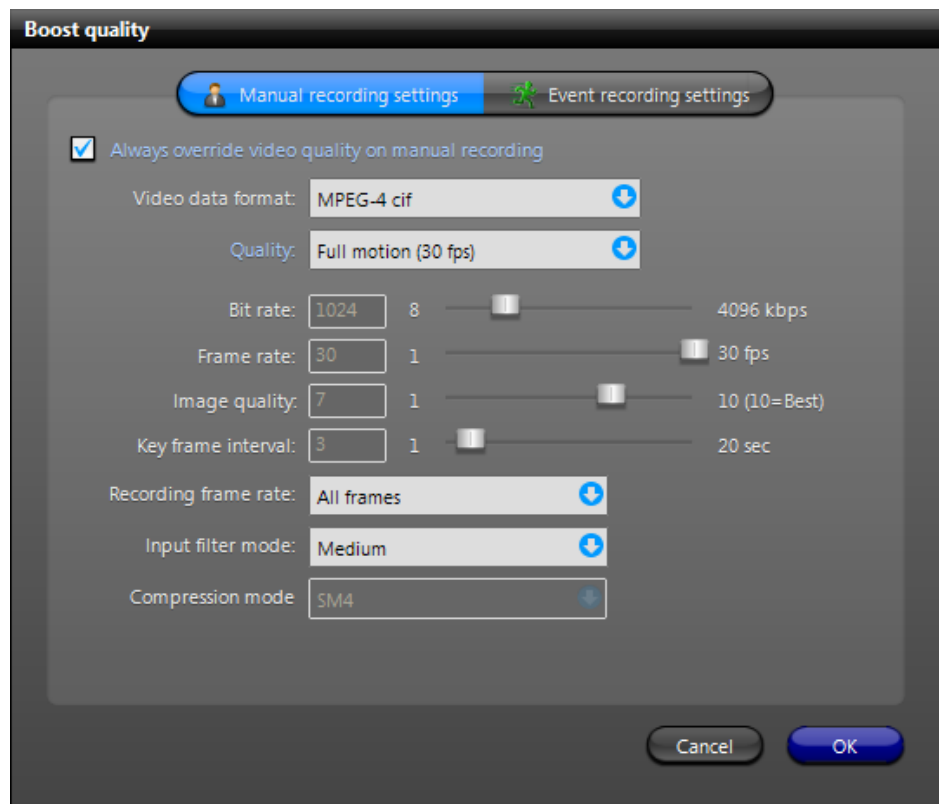 Boost quality
Manual recording settings Event recording settings
Always override video quality on manual recording
Video data format: MPEG-4 cif
Quality: Full motion (30 fps)
Bit rate: 1024 8 4096 kbps
Frame rate: 30 1 30 fps
Image quality: 7 1 10 (10=Best)
Key frame interval: 3 1 20 sec
Recording frame rate: All frames
Input filter mode: Medium
Compression mode SM4
Cancel OK